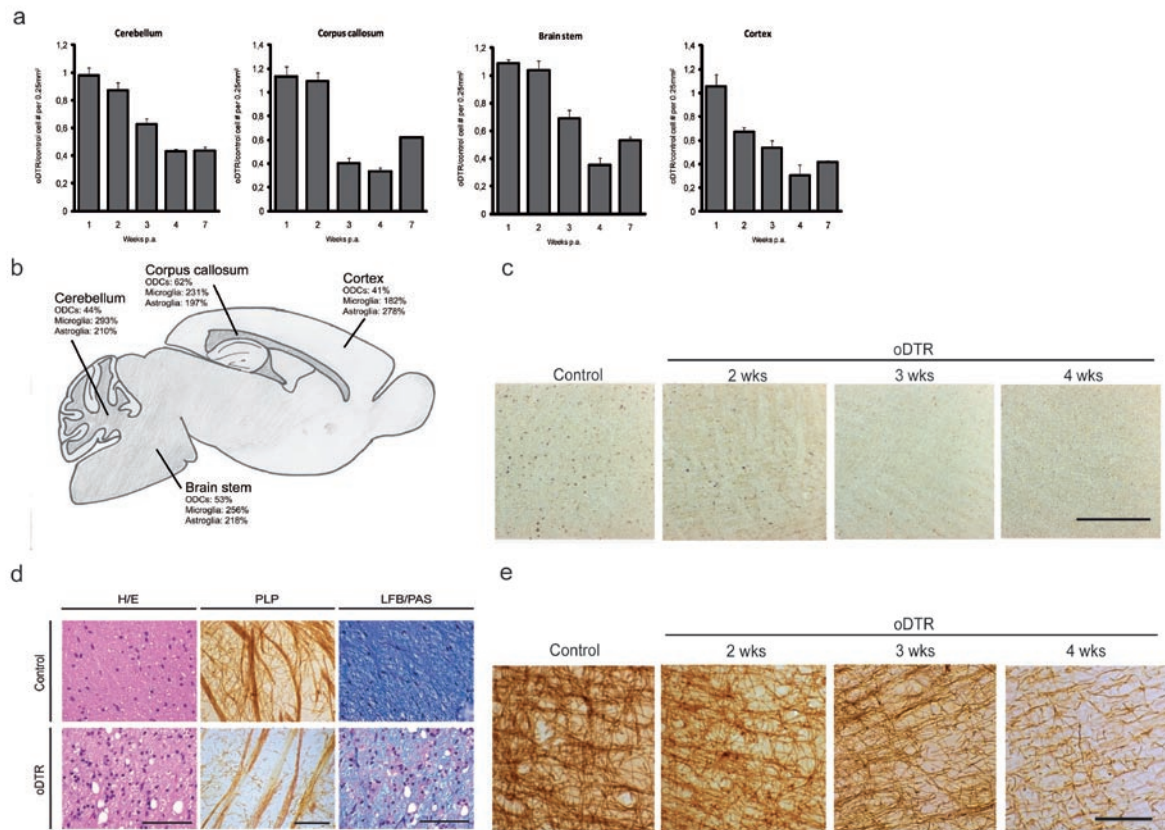 a
Cerebellum
oDTR/control cell # per 0.25mm²
1,2
1
0,8
0,6
0,4
0,2
0
1 2 3 4 7
Weeks p.a.
Corpus callosum
oDTR/control cell # per 0.25mm²
1,4
1,2
1
0,8
0,6
0,4
0,2
0
1 2 3 4 7
Weeks p.a.
Brain stem
oDTR/control cell # per 0.25mm²
1,2
1
0,8
0,6
0,4
0,2
0
1 2 3 4 7
Weeks p.a.
Cortex
oDTR/control cell # per 0.25mm²
1,4
1,2
1
0,8
0,6
0,4
0,2
0
1 2 3 4 7
Weeks p.a.
b
Corpus callosum
ODCs: 62%
Microglia: 231%
Astroglia: 197%
Cerebellum
ODCs: 44%
Microglia: 293%
Astroglia: 210%
Cortex
ODCs: 41%
Microglia: 182%
Astroglia: 278%
Brain stem
ODCs: 53%
Microglia: 256%
Astroglia: 218%
c
oDTR
Control 2 wks 3 wks 4 wks
d
H/E PLP LFB/PAS
Control
oDTR
e
oDTR
Control 2 wks 3 wks 4 wks